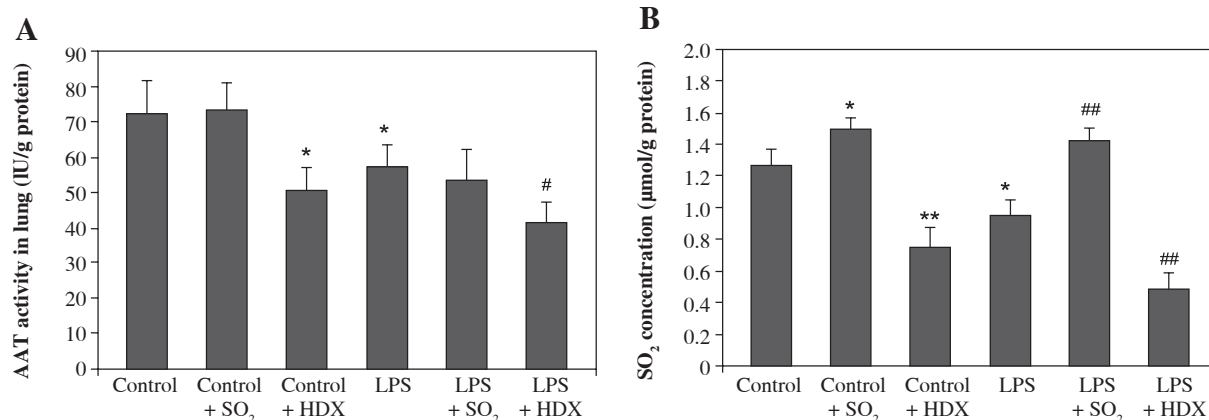 A
AAT activity in lung (IU/g protein)
90
80
70
60
50
40
30
20
10
0
*
*
#
Control
Control
+ SO₂
Control
+ HDX
LPS
LPS
+ SO₂
LPS
+ HDX
B
SO₂ concentration (µmol/g protein)
2.0
1.8
1.6
1.4
1.2
1.0
0.8
0.6
0.4
0.2
0
*
**
*
##
##
Control
Control
+ SO₂
Control
+ HDX
LPS
LPS
+ SO₂
LPS
+ HDX